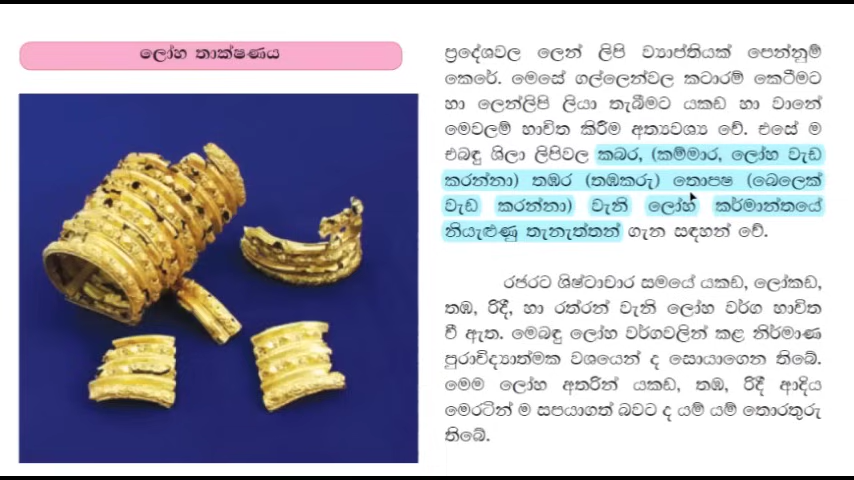 ලෝහ තාක්ෂණය
ප්‍රදේශවල ලෙන් ලිපි ව්‍යාප්තියක් පෙන්නුම්
කෙරේ. මෙසේ ගල්ලෙන්වල කටාරම් කෙටීමට
හා ලෙන්ලිපි ලියා තැබීමට යකඩ හා වානේ
මෙවලම් භාවිත කිරීම අත්‍යවශ්‍ය වේ. එසේ ම
එබඳු ශිලා ලිපිවල කබර, (කම්මාර, ලෝහ වැඩ
කරන්නා) තඹර (තඹකරු) තොපෂ (බෙලෙක්
වැඩ කරන්නා) වැනි ලෝහ කර්මාන්තයේ
නියැළුණු තැනැත්තන් ගැන සඳහන් වේ.
රජරට ශිෂ්ටාචාර සමයේ යකඩ, ලෝකඩ,
තඹ, රිදී, හා රත්රන් වැනි ලෝහ වර්ග භාවිත
වී ඇත. මෙබඳු ලෝහ වර්ගවලින් කළ නිර්මාණ
පුරාවිද්‍යාත්මක වශයෙන් ද සොයාගෙන තිබේ.
මෙම ලෝහ අතරින් යකඩ, තඹ, රිදී ආදිය
මෙරටින් ම සපයාගත් බවට ද යම් යම් තොරතුරු
තිබේ.